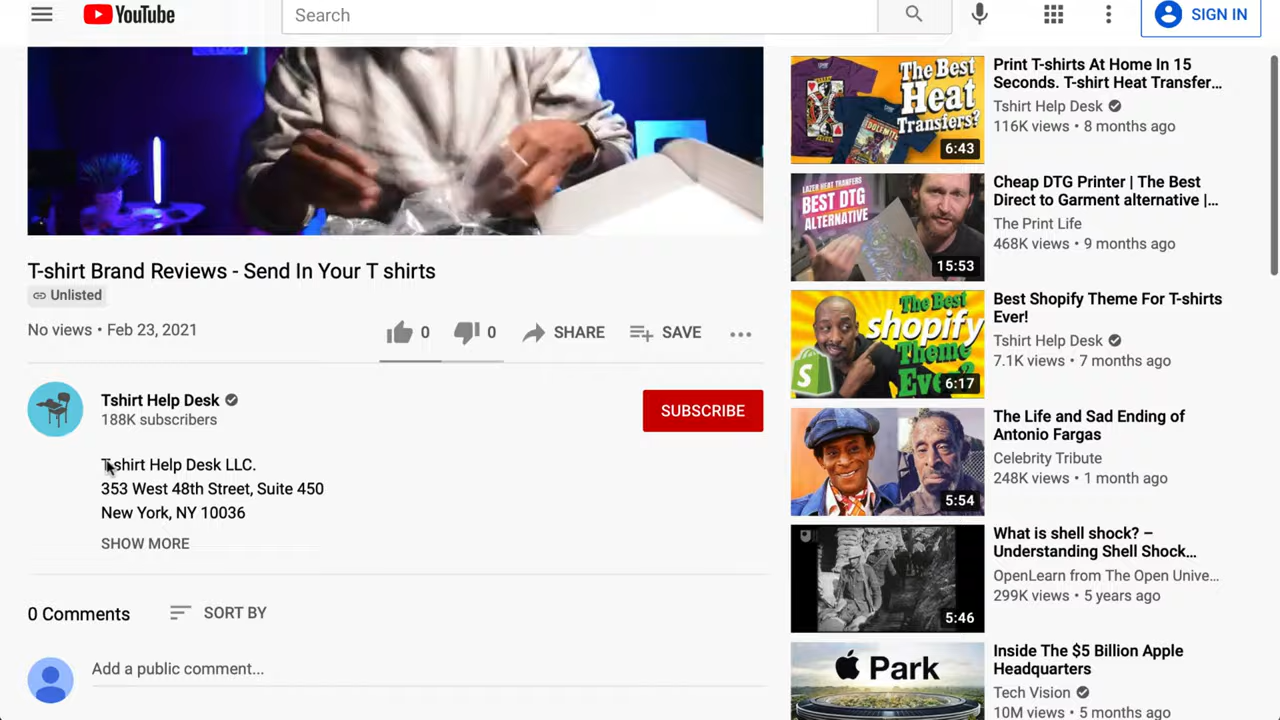 YouTube
Search
SIGN IN
T-shirt Brand Reviews - Send In Your T shirts
Unlisted
No views • Feb 23, 2021
0
0
SHARE
SAVE
Tshirt Help Desk
188K subscribers
SUBSCRIBE
Tshirt Help Desk LLC.
353 West 48th Street, Suite 450
New York, NY 10036
SHOW MORE
0 Comments
SORT BY
Add a public comment...
The Best
Heat
Transfers?
6:43
Print T-shirts At Home In 15
Seconds. T-shirt Heat Transfer...
Tshirt Help Desk
116K views • 8 months ago
LAZER HEAT TRANFERS
BEST DTG
ALTERNATIVE
15:53
Cheap DTG Printer | The Best
Direct to Garment alternative |...
The Print Life
468K views • 9 months ago
The Best
shopify
Theme
Ever?
6:17
Best Shopify Theme For T-shirts
Ever!
Tshirt Help Desk
7.1K views • 7 months ago
5:54
The Life and Sad Ending of
Antonio Fargas
Celebrity Tribute
248K views • 1 month ago
5:46
What is shell shock? –
Understanding Shell Shock...
OpenLearn from The Open Unive...
299K views • 5 years ago
Park
Inside The $5 Billion Apple
Headquarters
Tech Vision
10M views • 5 months ago